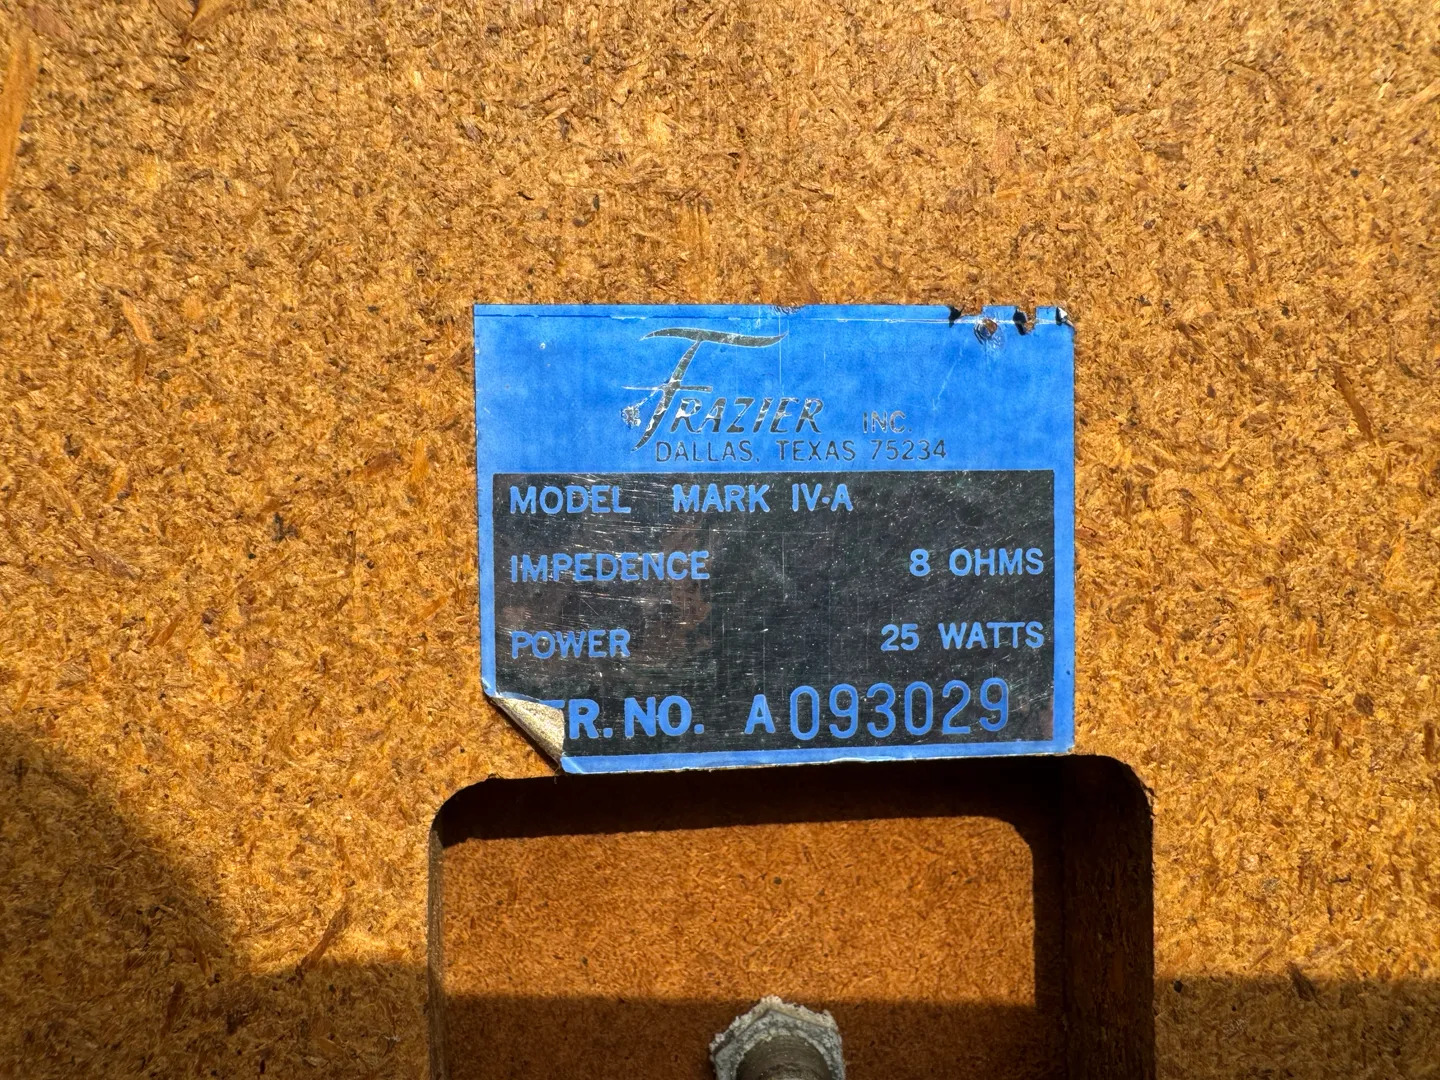 FRAZIER INC.
DALLAS, TEXAS 75234
MODEL MARK IV-A
IMPEDENCE 8 OHMS
POWER 25 WATTS
R. NO. A093029